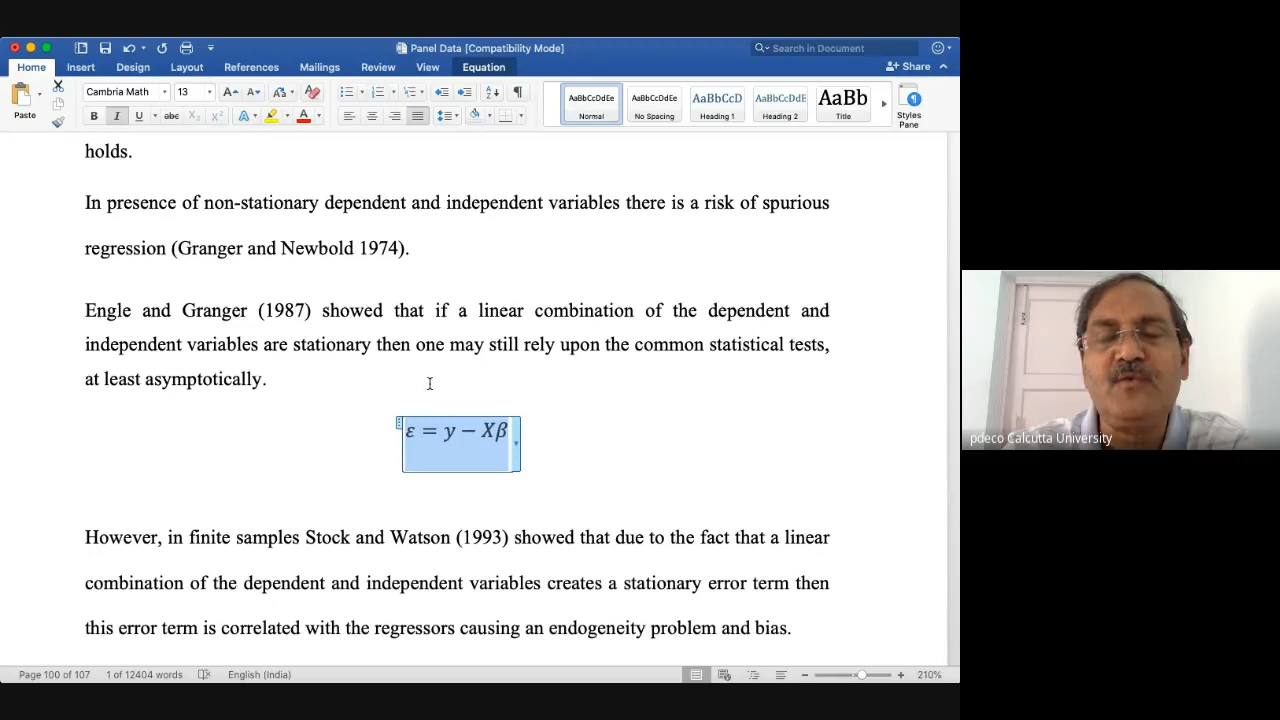 Panel Data [Compatibility Mode]
Search in Document
Home Insert Design Layout References Mailings Review View Equation
Share
Paste
Cambria Math 13
B I U abc X₂ X² A A
AaBbCcDdEe AaBbCcDdEe AaBbCcD AaBbCcDdE AaBb
Normal No Spacing Heading 1 Heading 2 Title
Styles
Pane
holds.
In presence of non-stationary dependent and independent variables there is a risk of spurious
regression (Granger and Newbold 1974).
Engle and Granger (1987) showed that if a linear combination of the dependent and
independent variables are stationary then one may still rely upon the common statistical tests,
at least asymptotically.
ε = y − Xβ
However, in finite samples Stock and Watson (1993) showed that due to the fact that a linear
combination of the dependent and independent variables creates a stationary error term then
this error term is correlated with the regressors causing an endogeneity problem and bias.
pdeco Calcutta University
Page 100 of 107 1 of 12404 words English (India) 210%